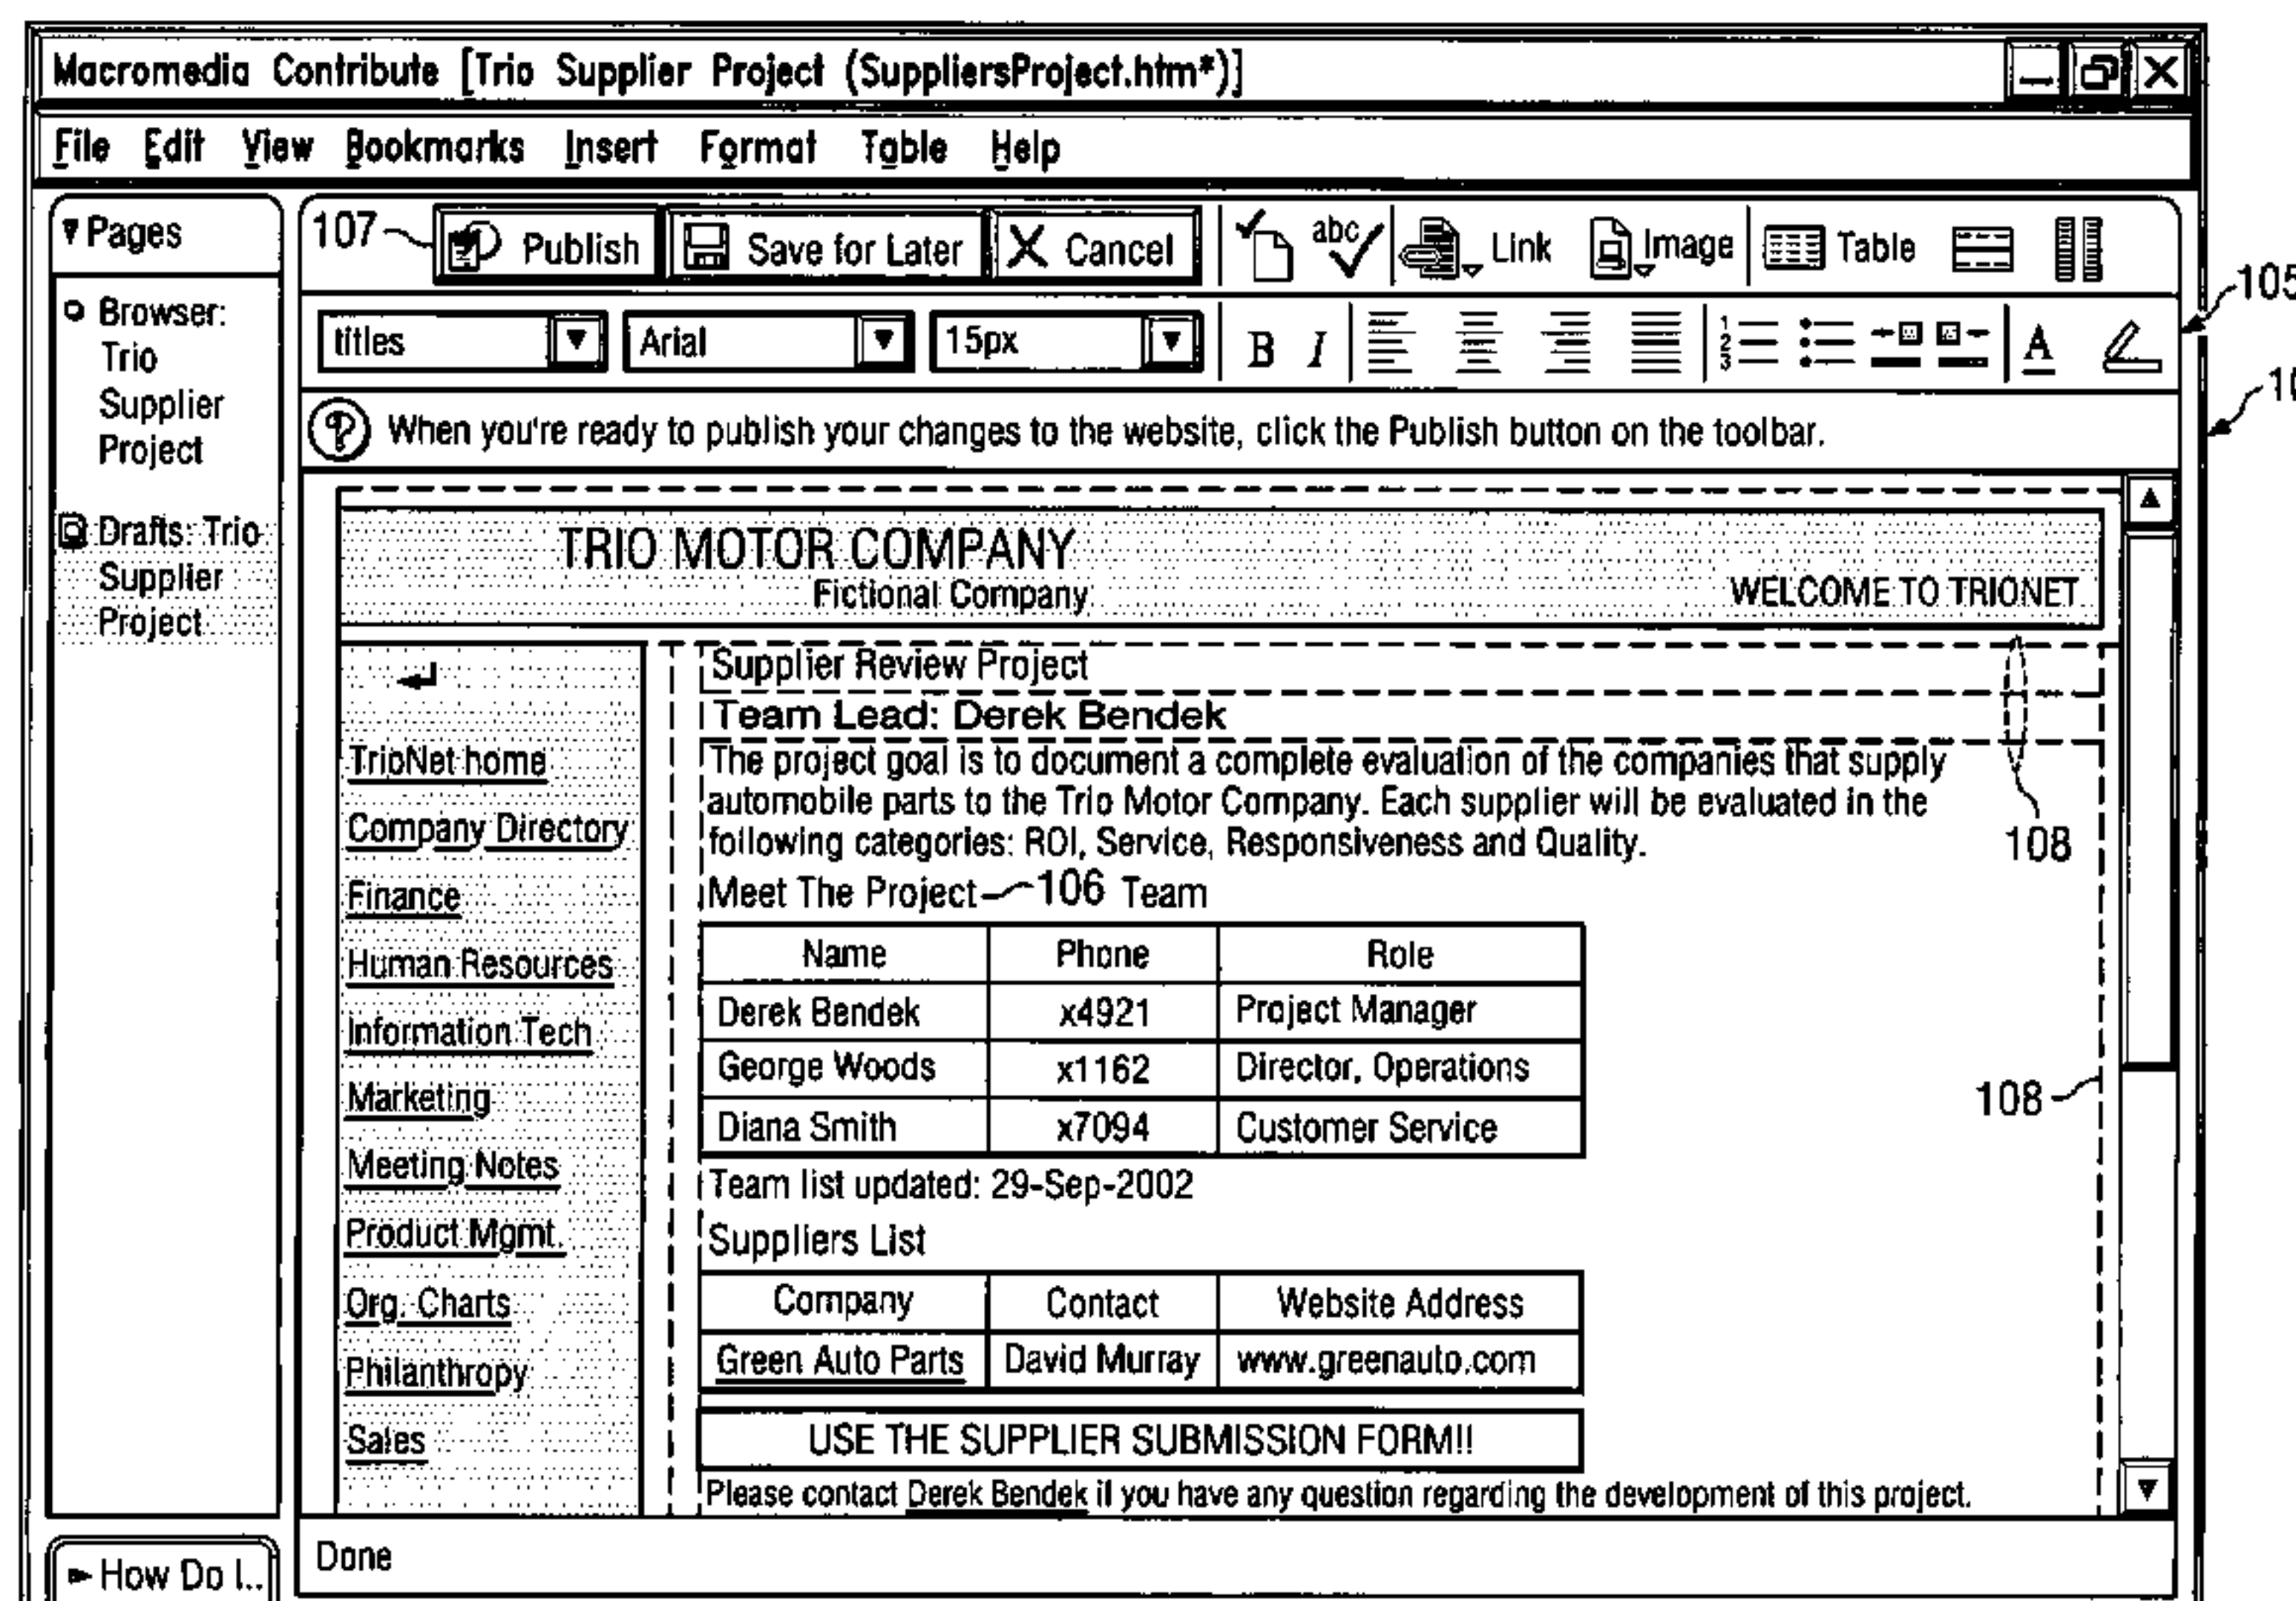 Macromedia Contribute [Trio Supplier Project (SuppliersProject.htm*)]
File Edit View Bookmarks Insert Format Table Help
Pages
Browser:
Trio
Supplier
Project
Drafts: Trio
Supplier
Project
How Do I..
107 Publish Save for Later Cancel abc Link Image Table
105
titles Arial 15px B I 1 2 3 A
When you're ready to publish your changes to the website, click the Publish button on the toolbar.
TRIO MOTOR COMPANY
Fictional Company
WELCOME TO TRIONET
TrioNet home
Company Directory
Finance
Human Resources
Information Tech
Marketing
Meeting Notes
Product Mgmt.
Org. Charts
Philanthropy
Sales
Supplier Review Project
Team Lead: Derek Bendek
The project goal is to document a complete evaluation of the companies that supply
automobile parts to the Trio Motor Company. Each supplier will be evaluated in the
following categories: ROI, Service, Responsiveness and Quality.
108
Meet The Project 106 Team
Name Phone Role
Derek Bendek x4921 Project Manager
George Woods x1162 Director, Operations
Diana Smith x7094 Customer Service
108
Team list updated: 29-Sep-2002
Suppliers List
Company Contact Website Address
Green Auto Parts David Murray www.greenauto.com
USE THE SUPPLIER SUBMISSION FORM!!
Please contact Derek Bendek if you have any question regarding the development of this project.
Done